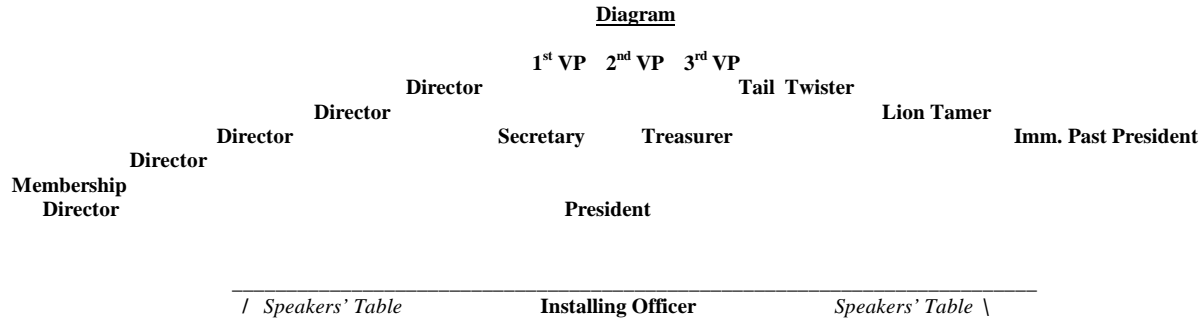 Diagram
1st VP 2nd VP 3rd VP
Director Tail Twister
Director Lion Tamer
Director Secretary Treasurer Imm. Past President
Director
Membership
Director President
/ Speakers' Table Installing Officer Speakers' Table \